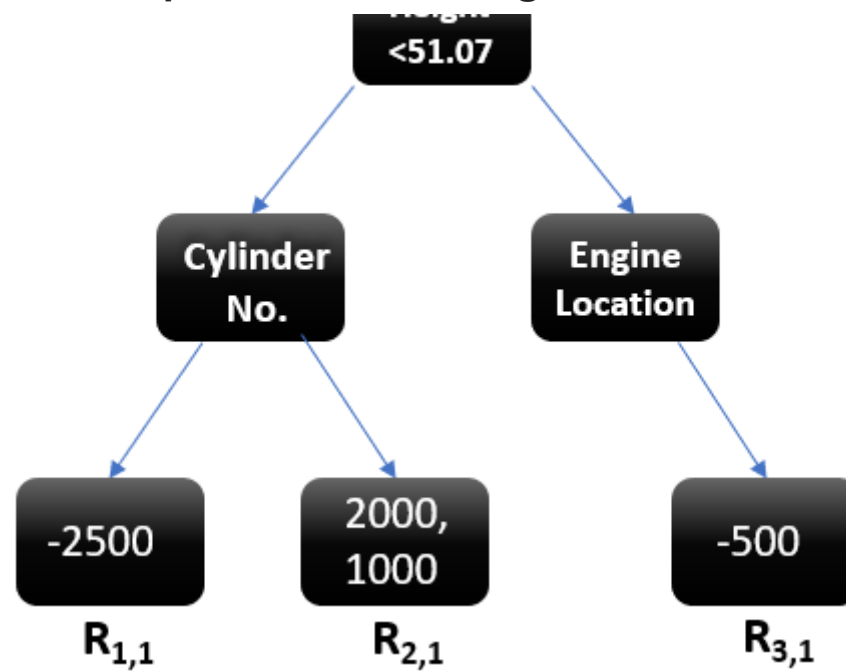 <51.07
Cylinder
No.
Engine
Location
-2500
2000,
1000
-500
R1,1
R2,1
R3,1